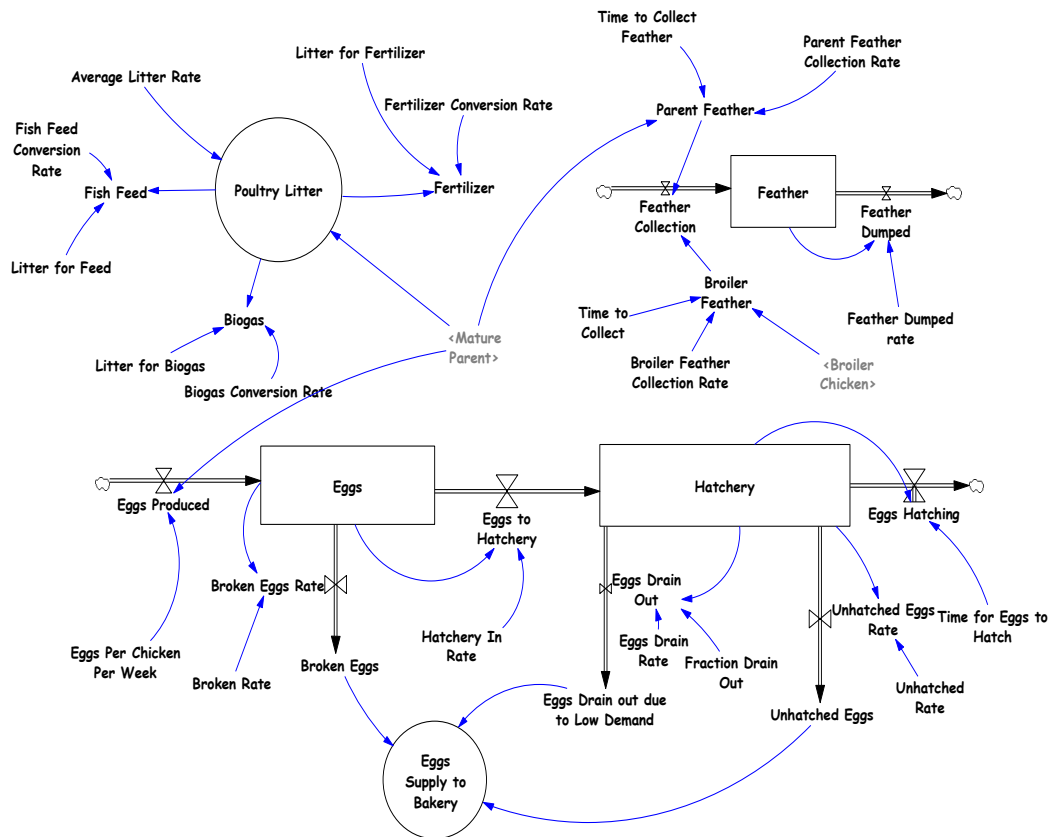 Time to Collect
Feather
Parent Feather
Collection Rate
Litter for Fertilizer
Average Litter Rate
Fertilizer Conversion Rate
Parent Feather
Fish Feed
Conversion
Rate
Fish Feed
Poultry Litter
Fertilizer
Feather
Feather
Collection
Feather
Dumped
Litter for Feed
Broiler
Feather
Biogas
Time to
Collect
Feather Dumped
rate
<Mature
Parent>
Litter for Biogas
Biogas Conversion Rate
Broiler Feather
Collection Rate
<Broiler
Chicken>
Eggs
Hatchery
Eggs Produced
Eggs to
Hatchery
Eggs Hatching
Broken Eggs Rate
Eggs Drain
Out
Unhatched Eggs
Rate
Time for Eggs to
Hatch
Eggs Per Chicken
Per Week
Broken Rate
Broken Eggs
Hatchery In
Rate
Eggs Drain
Rate
Fraction Drain
Out
Unhatched
Rate
Eggs Drain out due
to Low Demand
Unhatched Eggs
Eggs
Supply to
Bakery